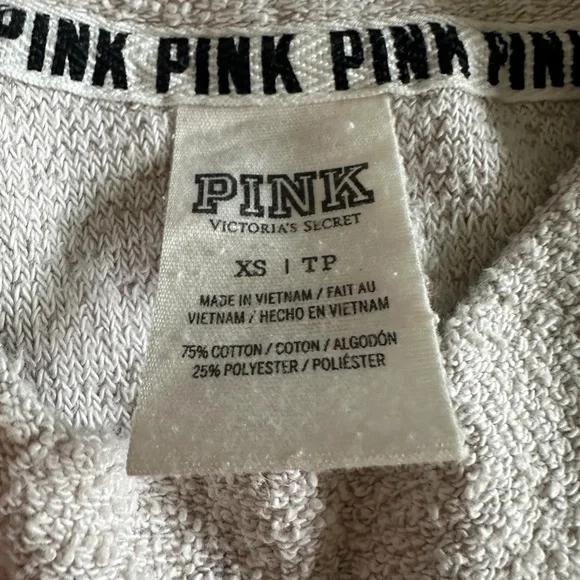 PINK PINK PINK PINK
PINK
VICTORIA'S SECRET
XS | TP
MADE IN VIETNAM / FAIT AU
VIETNAM / HECHO EN VIETNAM
75% COTTON / COTON / ALGODÓN
25% POLYESTER / POLIÉSTER